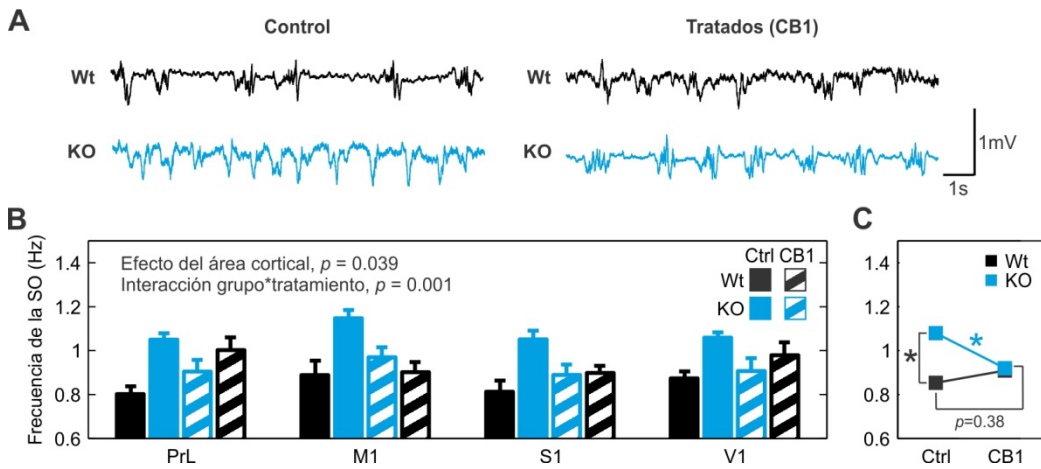 A
Control
Tratados (CB1)
Wt
KO
1mV
1s
B
Frecuencia de la SO (Hz)
1.4
1.2
1
0.8
0.6
Efecto del área cortical, p = 0.039
Interacción grupo*tratamiento, p = 0.001
Ctrl CB1
Wt
KO
PrL
M1
S1
V1
C
1.4
1.2
1
0.8
0.6
Wt
KO
*
*
p=0.38
Ctrl
CB1